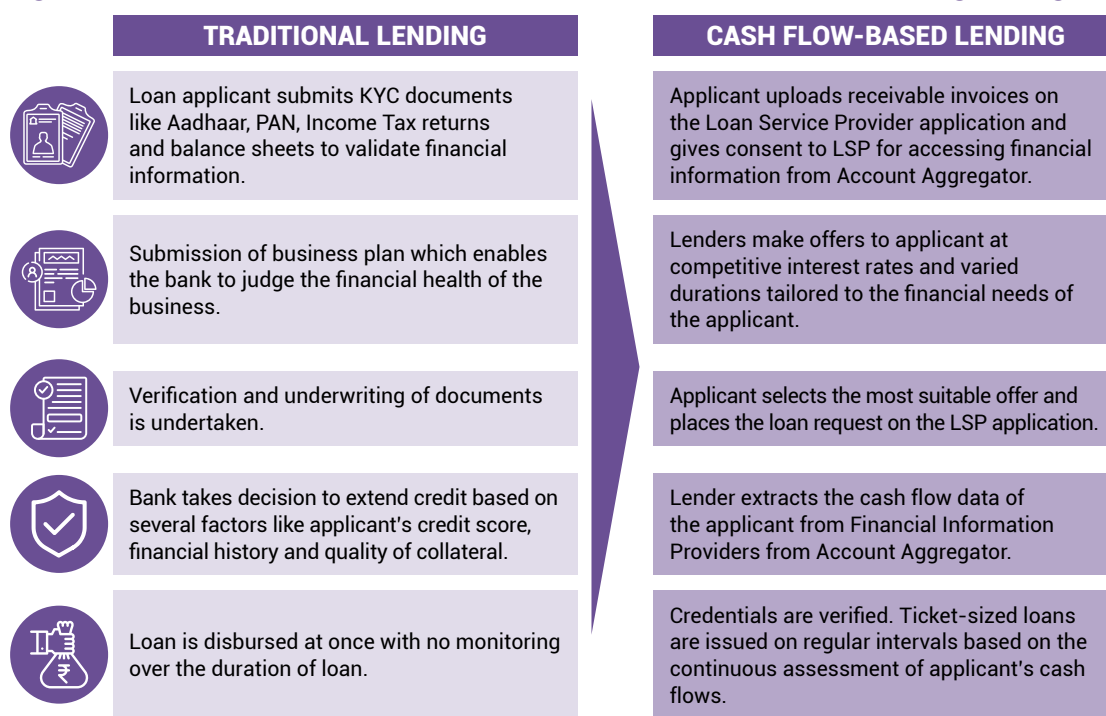 TRADITIONAL LENDING
CASH FLOW-BASED LENDING
Loan applicant submits KYC documents
like Aadhaar, PAN, Income Tax returns
and balance sheets to validate financial
information.
Applicant uploads receivable invoices on
the Loan Service Provider application and
gives consent to LSP for accessing financial
information from Account Aggregator.
Submission of business plan which enables
the bank to judge the financial health of the
business.
Lenders make offers to applicant at
competitive interest rates and varied
durations tailored to the financial needs of
the applicant.
Verification and underwriting of documents
is undertaken.
Applicant selects the most suitable offer and
places the loan request on the LSP application.
Bank takes decision to extend credit based on
several factors like applicant's credit score,
financial history and quality of collateral.
Lender extracts the cash flow data of
the applicant from Financial Information
Providers from Account Aggregator.
₹
Loan is disbursed at once with no monitoring
over the duration of loan.
Credentials are verified. Ticket-sized loans
are issued on regular intervals based on the
continuous assessment of applicant's cash
flows.